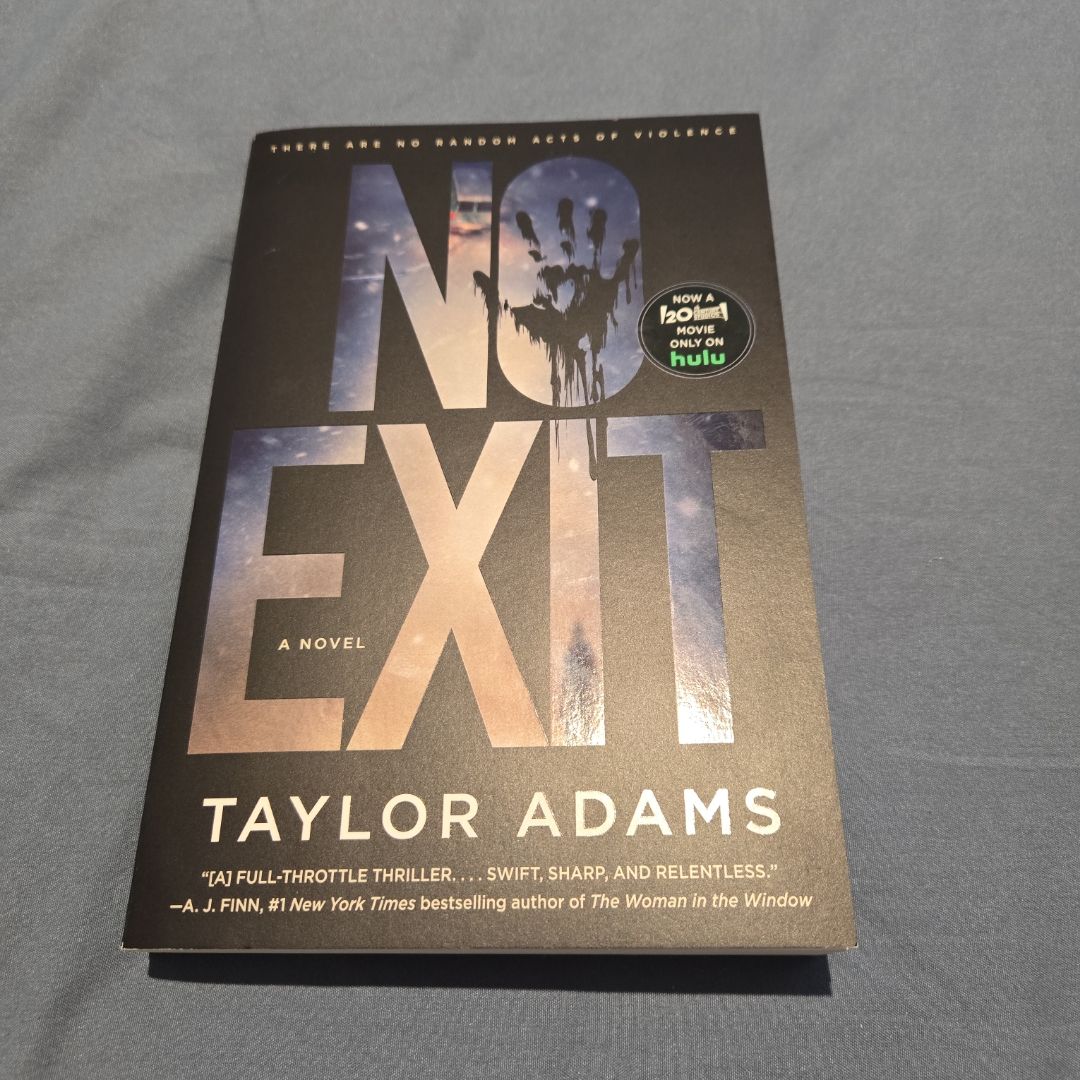 THERE ARE NO RANDOM ACTS OF VIOLENCE
NO
NOW A
20
MOVIE
ONLY ON
hulu
EXIT
A NOVEL
TAYLOR ADAMS
“[A] FULL-THROTTLE THRILLER. . . . SWIFT, SHARP, AND RELENTLESS.”
—A. J. FINN, #1 New York Times bestselling author of The Woman in the Window